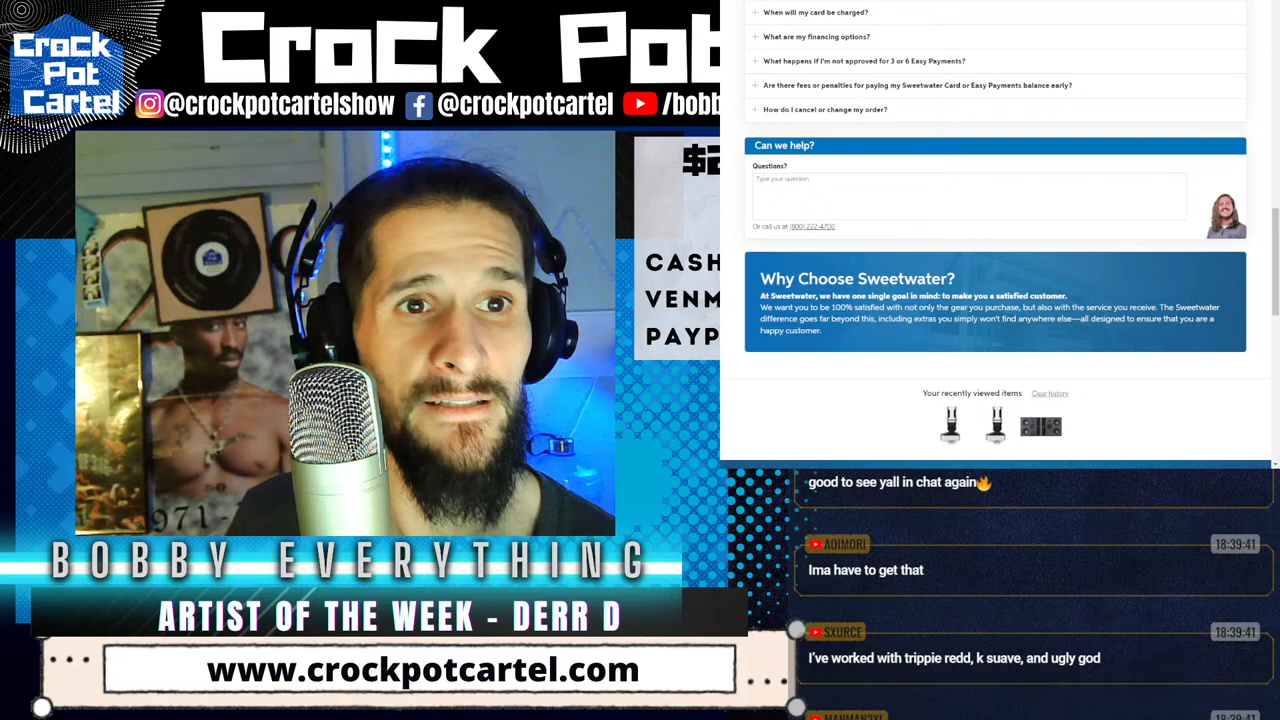 Crock
Pot
Cartel
Crock Pot
@crockpotcartelshow
@crockpotcartel
/bobb
CASH
VENM
PAYP
971-
BOBBY EVERYTHING
ARTIST OF THE WEEK - DERR D
www.crockpotcartel.com
When will my card be charged?
What are my financing options?
What happens if I'm not approved for 3 or 6 Easy Payments?
Are there fees or penalties for paying my Sweetwater Card or Easy Payments balance early?
How do I cancel or change my order?
Can we help?
Questions?
Type your question
Or call us at (800) 222-4700
Why Choose Sweetwater?
At Sweetwater, we have one single goal in mind: to make you a satisfied customer.
We want you to be 100% satisfied with not only the gear you purchase, but also with the service you receive. The Sweetwater
difference goes far beyond this, including extras you simply won't find anywhere else—all designed to ensure that you are a
happy customer.
Your recently viewed items Clear history
good to see yall in chat again🔥
AOIMORI 18:39:41
Ima have to get that
SXURCE 18:39:41
I've worked with trippie redd, k suave, and ugly god